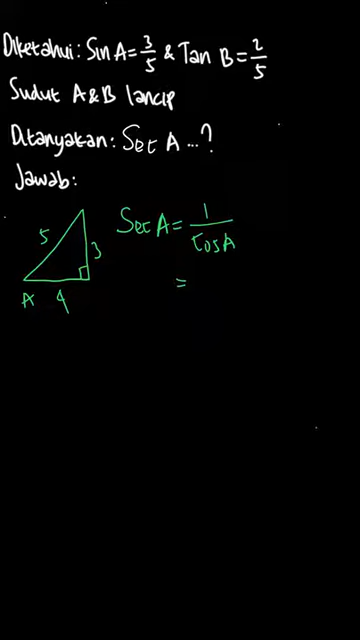 Diketahui: Sin A = 3/5 & Tan B = 2/5
Sudut A & B lancip
Ditanyakan: Sec A ...?
Jawab:
5
3
A
4
Sec A = 1/Cos A
=